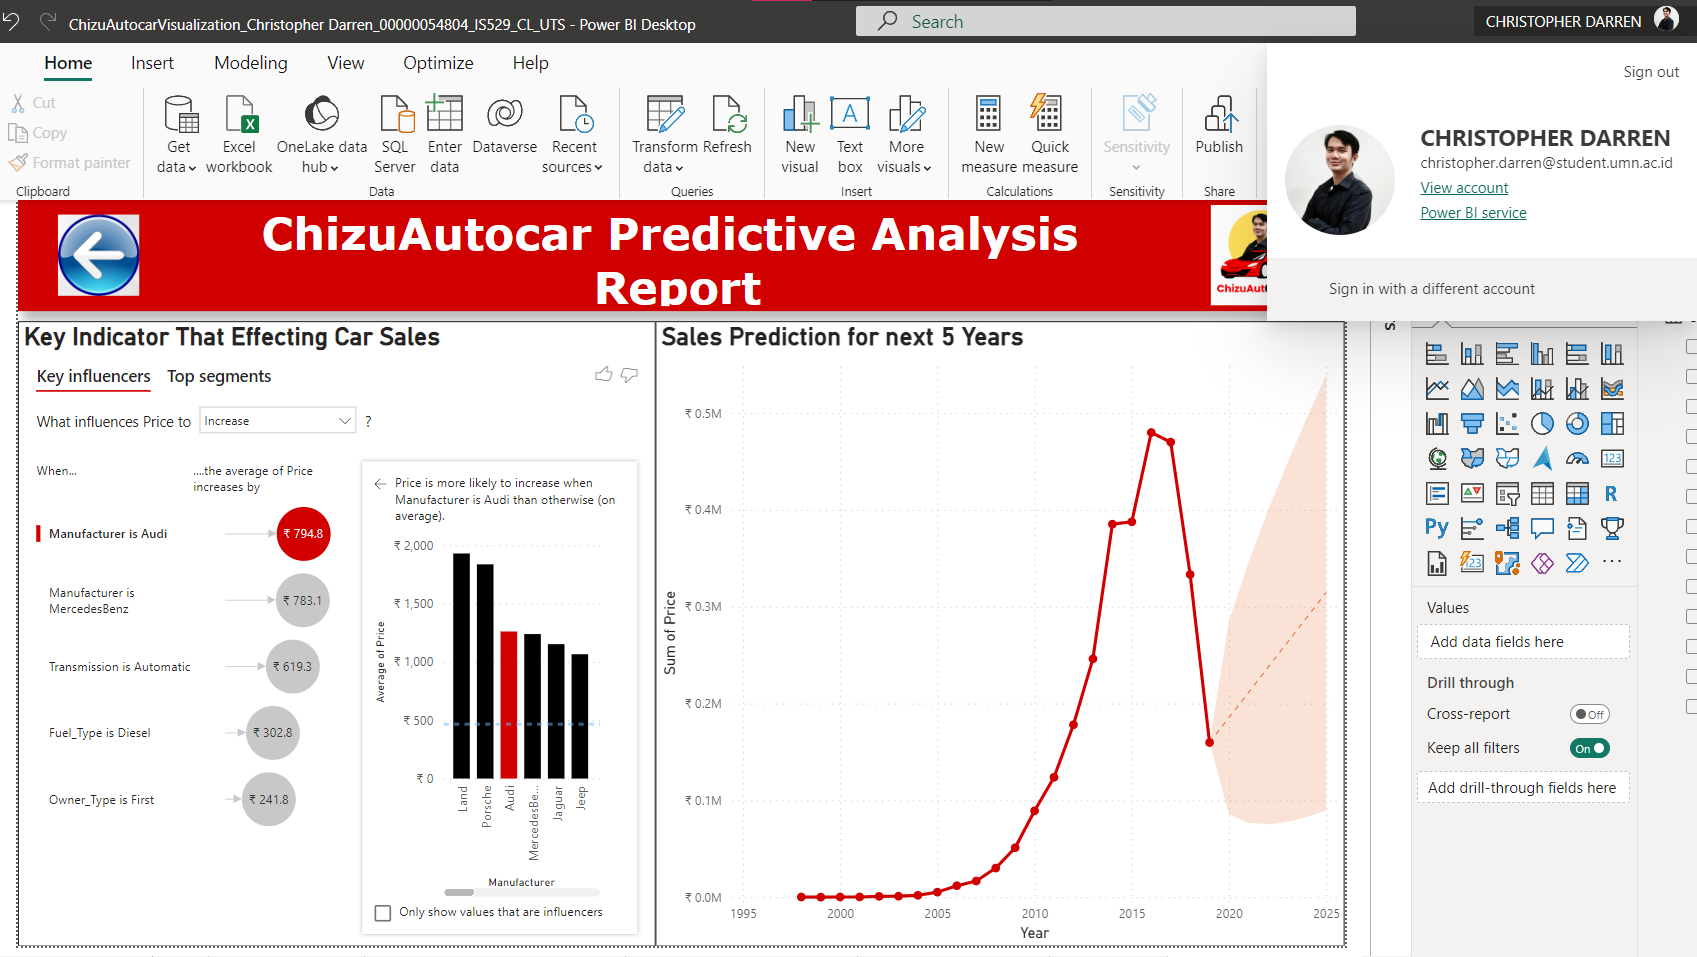 ChizuAutocarVisualization_Christopher Darren_00000054804_IS529_CL_UTS - Power BI Desktop
Search
CHRISTOPHER DARREN
Home Insert Modeling View Optimize Help
Cut
Copy
Format painter
Clipboard
Get data
Excel workbook
OneLake data hub
SQL Server
Enter data
Dataverse
Recent sources
Data
Transform data
Refresh
Queries
New visual
Text box
More visuals
Insert
New measure
Quick measure
Calculations
Sensitivity
Sensitivity
Publish
Share
Sign out
CHRISTOPHER DARREN
christopher.darren@student.umn.ac.id
View account
Power BI service
Sign in with a different account
ChizuAutocar Predictive Analysis
Report
Key Indicator That Effecting Car Sales
Key influencers Top segments
What influences Price to Increase ?
When...
....the average of Price
increases by
Manufacturer is Audi ₹ 794.8
Manufacturer is
MercedesBenz
₹ 783.1
Transmission is Automatic ₹ 619.3
Fuel_Type is Diesel ₹ 302.8
Owner_Type is First ₹ 241.8
Price is more likely to increase when
Manufacturer is Audi than otherwise (on
average).
₹ 2,000
₹ 1,500
₹ 1,000
₹ 500
₹ 0
Average of Price
Land
Porsche
Audi
MercedesBe...
Jaguar
Jeep
Manufacturer
Only show values that are influencers
Sales Prediction for next 5 Years
₹ 0.5M
₹ 0.4M
₹ 0.3M
₹ 0.2M
₹ 0.1M
₹ 0.0M
Sum of Price
1995 2000 2005 2010 2015 2020 2025
Year
123
R
Py
123
Values
Add data fields here
Drill through
Cross-report Off
Keep all filters On
Add drill-through fields here